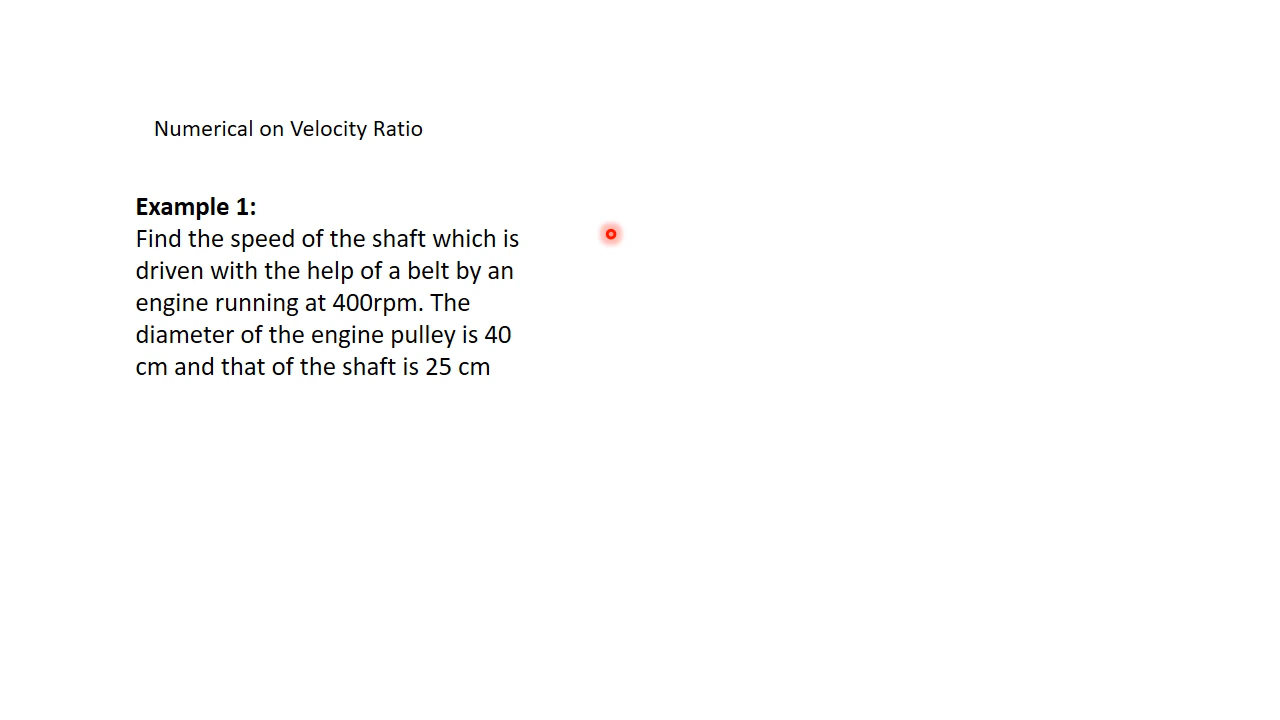 Numerical on Velocity Ratio
Example 1:
Find the speed of the shaft which is
driven with the help of a belt by an
engine running at 400rpm. The
diameter of the engine pulley is 40
cm and that of the shaft is 25 cm